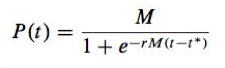 P(t) = M / (1 + e^{-rM(t-t*)})